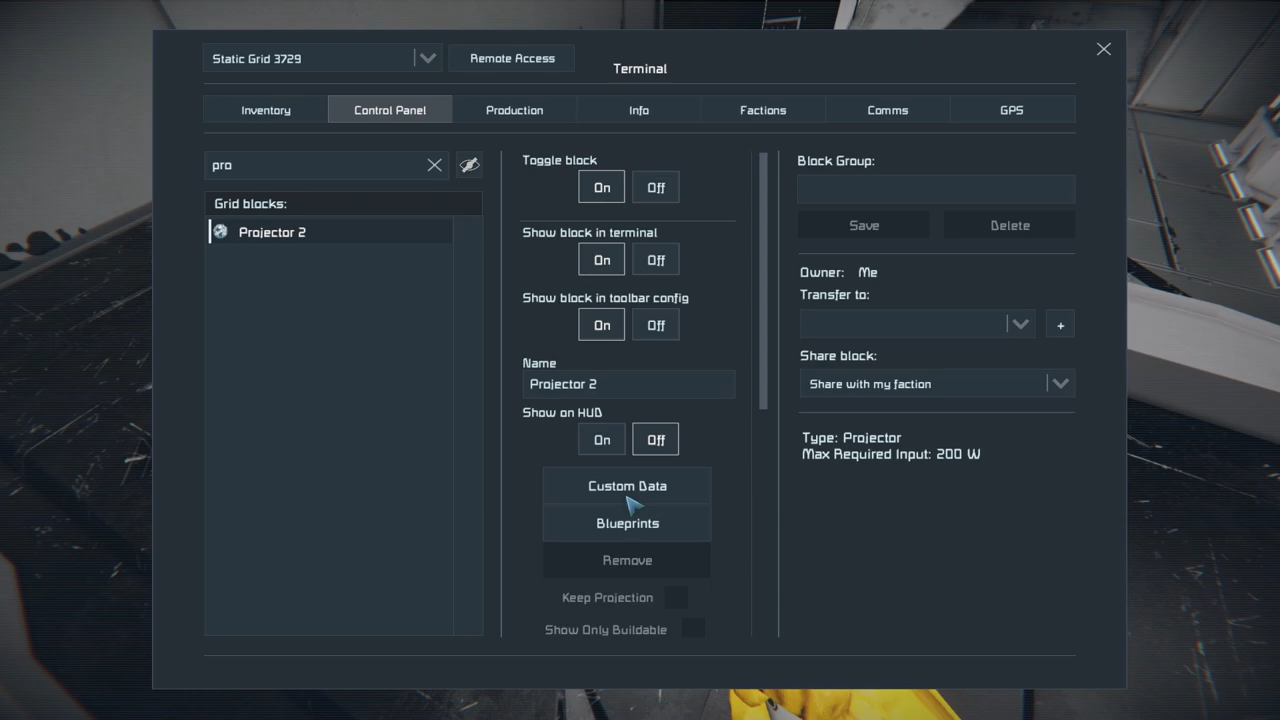 Static Grid 3729
Remote Access
Terminal
Inventory
Control Panel
Production
Info
Factions
Comms
GPS
pro
Grid blocks:
Projector 2
Toggle block
On
Off
Show block in terminal
On
Off
Show block in toolbar config
On
Off
Name
Projector 2
Show on HUD
On
Off
Custom Data
Blueprints
Remove
Keep Projection
Show Only Buildable
Block Group:
Save
Delete
Owner: Me
Transfer to:
+
Share block:
Share with my faction
Type: Projector
Max Required Input: 200 W